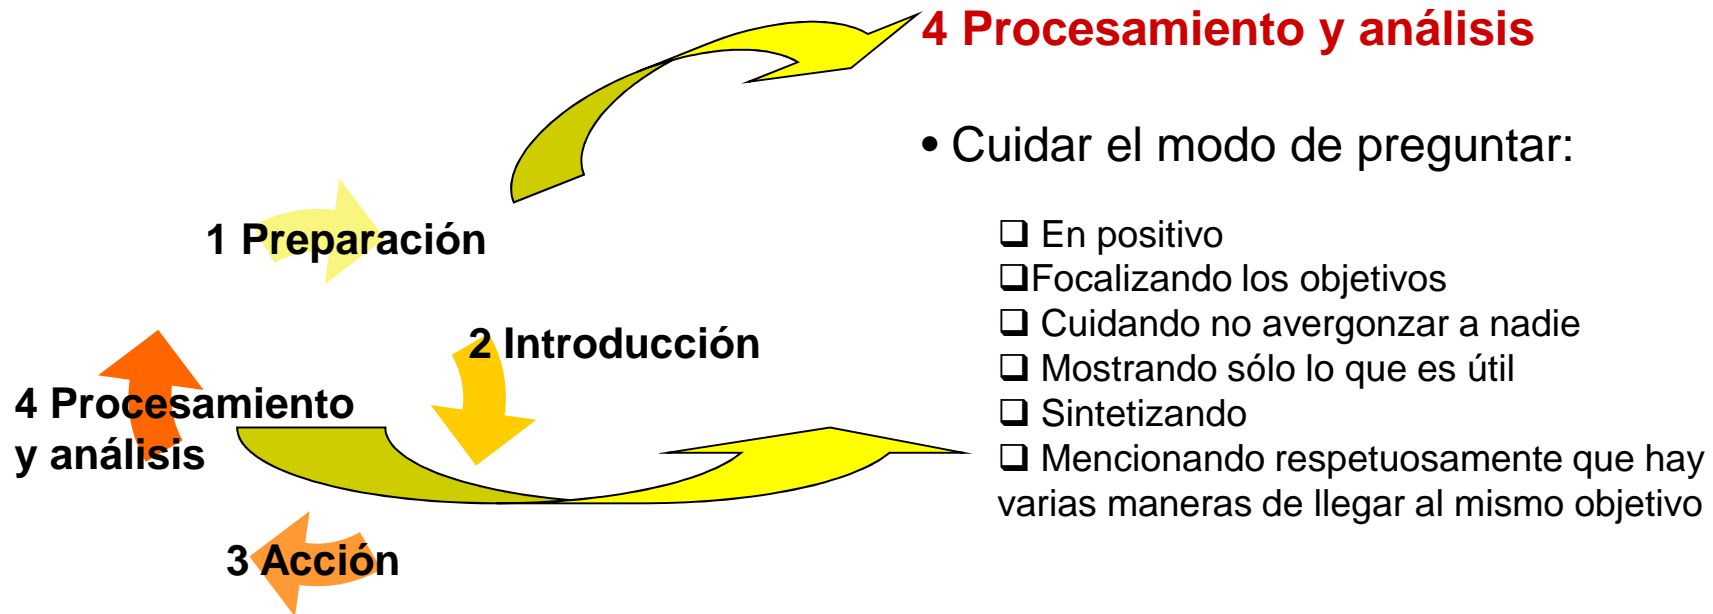 4 Procesamiento y análisis
• Cuidar el modo de preguntar:
❑ En positivo
❑Focalizando los objetivos
❑ Cuidando no avergonzar a nadie
❑ Mostrando sólo lo que es útil
❑ Sintetizando
❑ Mencionando respetuosamente que hay
varias maneras de llegar al mismo objetivo
1 Preparación
2 Introducción
3 Acción
4 Procesamiento
y análisis